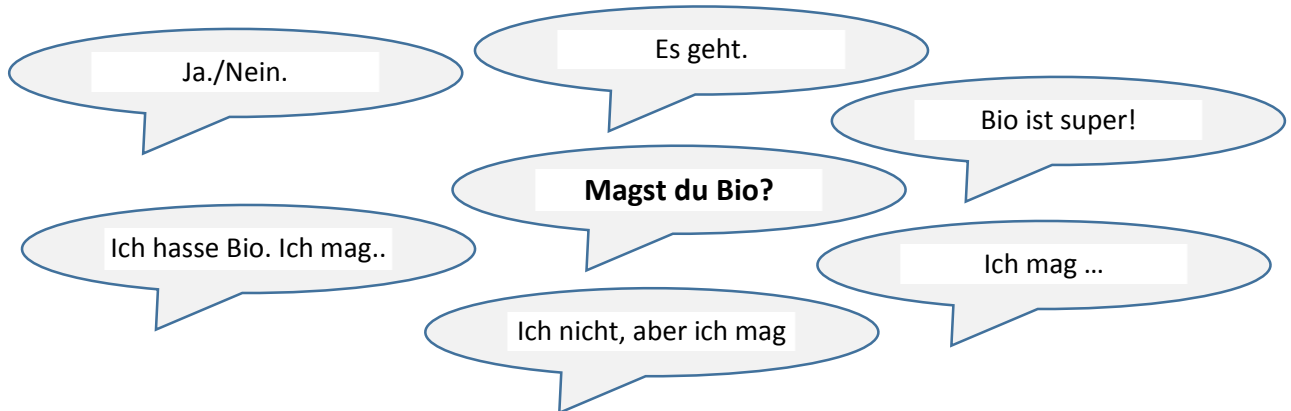 Ja./Nein.
Es geht.
Bio ist super!
Magst du Bio?
Ich hasse Bio. Ich mag..
Ich mag ...
Ich nicht, aber ich mag